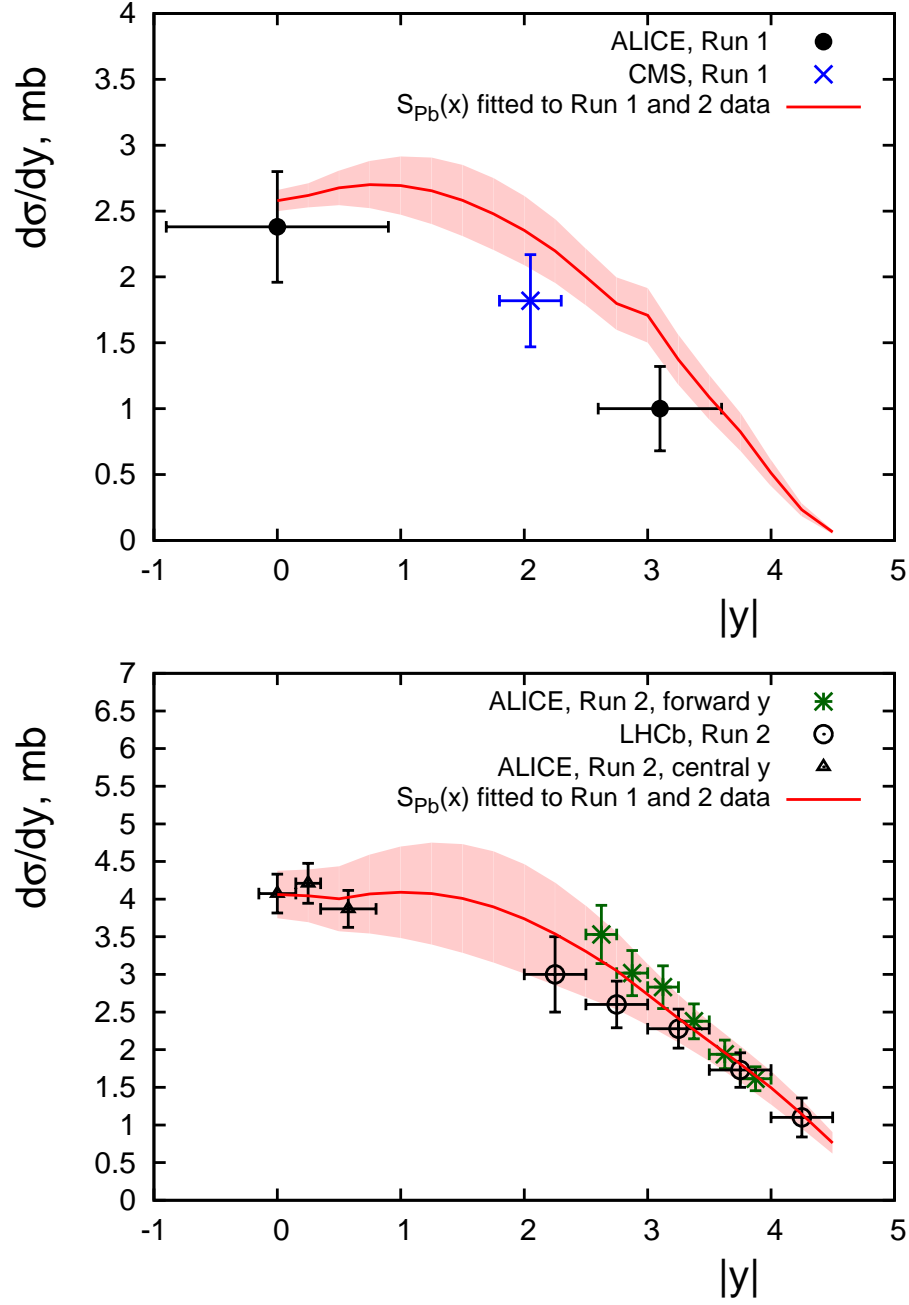 dσ/dy, mb
4
3.5
3
2.5
2
1.5
1
0.5
0
ALICE, Run 1
CMS, Run 1
S_Pb(x) fitted to Run 1 and 2 data
-1 0 1 2 3 4 5
|y|
dσ/dy, mb
7
6.5
6
5.5
5
4.5
4
3.5
3
2.5
2
1.5
1
0.5
0
ALICE, Run 2, forward y
LHCb, Run 2
ALICE, Run 2, central y
S_Pb(x) fitted to Run 1 and 2 data
-1 0 1 2 3 4 5
|y|